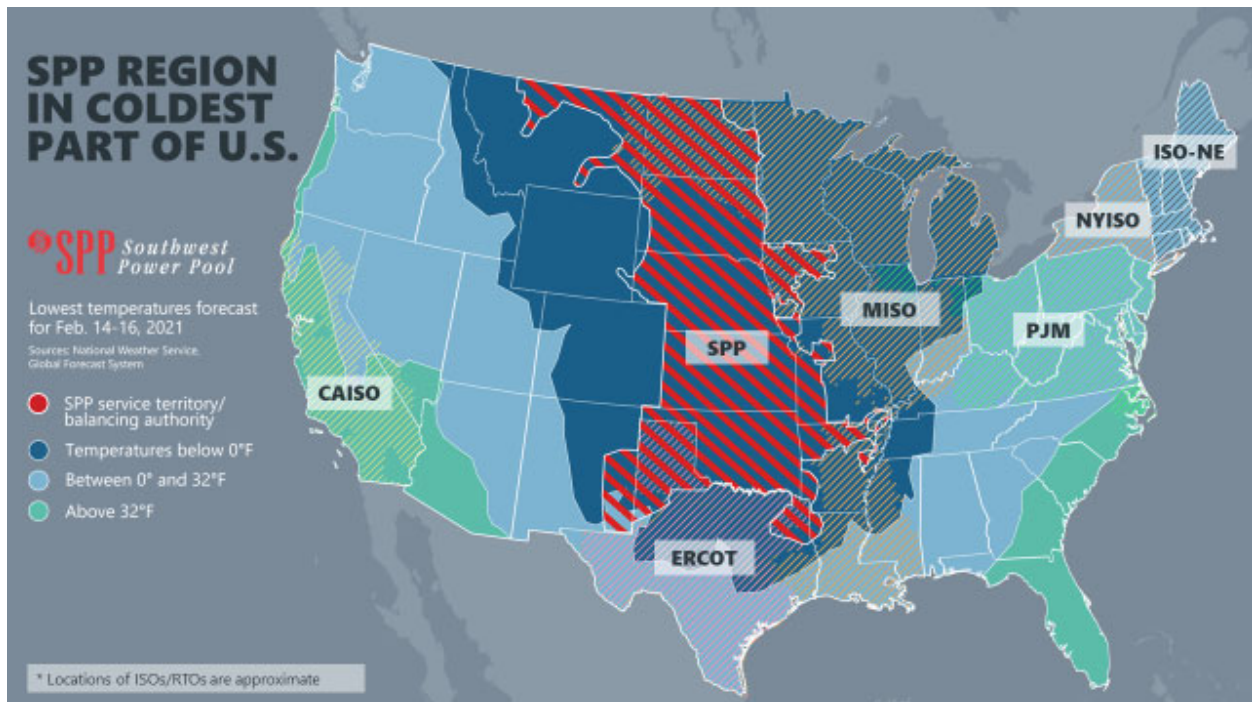 SPP REGION
IN COLDEST
PART OF U.S.
SPP Southwest
Power Pool
Lowest temperatures forecast
for Feb. 14-16, 2021
Sources: National Weather Service,
Global Forecast System
SPP service territory/
balancing authority
Temperatures below 0°F
Between 0° and 32°F
Above 32°F
ISO-NE
NYISO
MISO
PJM
SPP
CAISO
ERCOT
* Locations of ISOs/RTOs are approximate